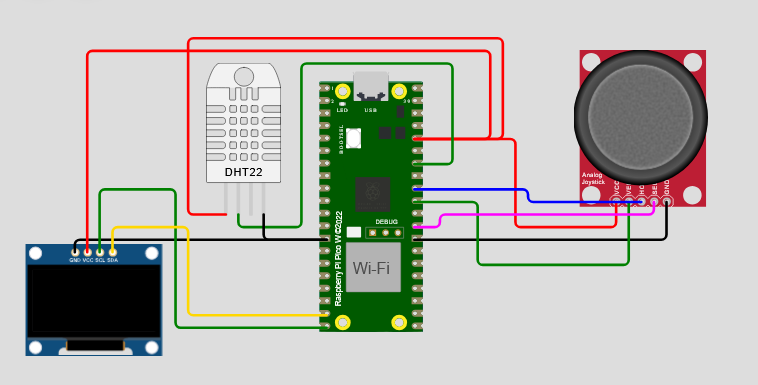 LED
USB
BOOTSEL
DHT22
DEBUG
Raspberry Pi Pico W ©2022
Wi-Fi
Analog
Joystick
VCC
VERT
SEL
GND
GND VCC SCL SDA